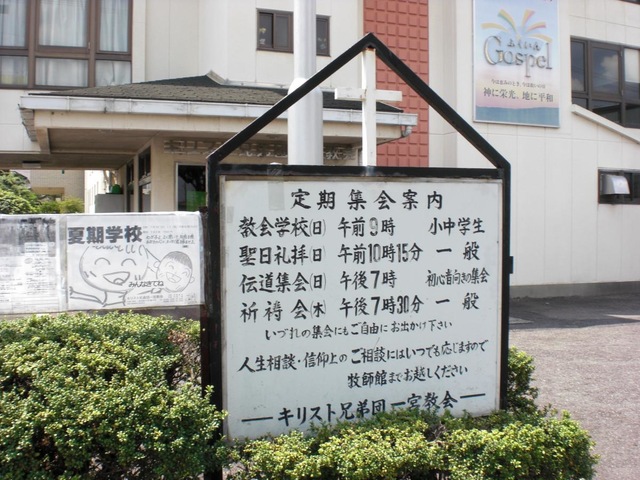 ふくいん
Gospel
神に栄光、地に平和
定期集会案内
教会学校(日) 午前9時 小中学生
聖日礼拝(日) 午前10時15分 一般
伝道集会(日) 午後7時 初心者向きの集会
祈祷会(木) 午後7時30分 一般
いづれの集会にもご自由にお出かけ下さい
人生相談・信仰上のご相談にはいつでも応じますので
牧師館までお越しください
キリスト兄弟団 一宮教会
夏期学校
みんなきてね